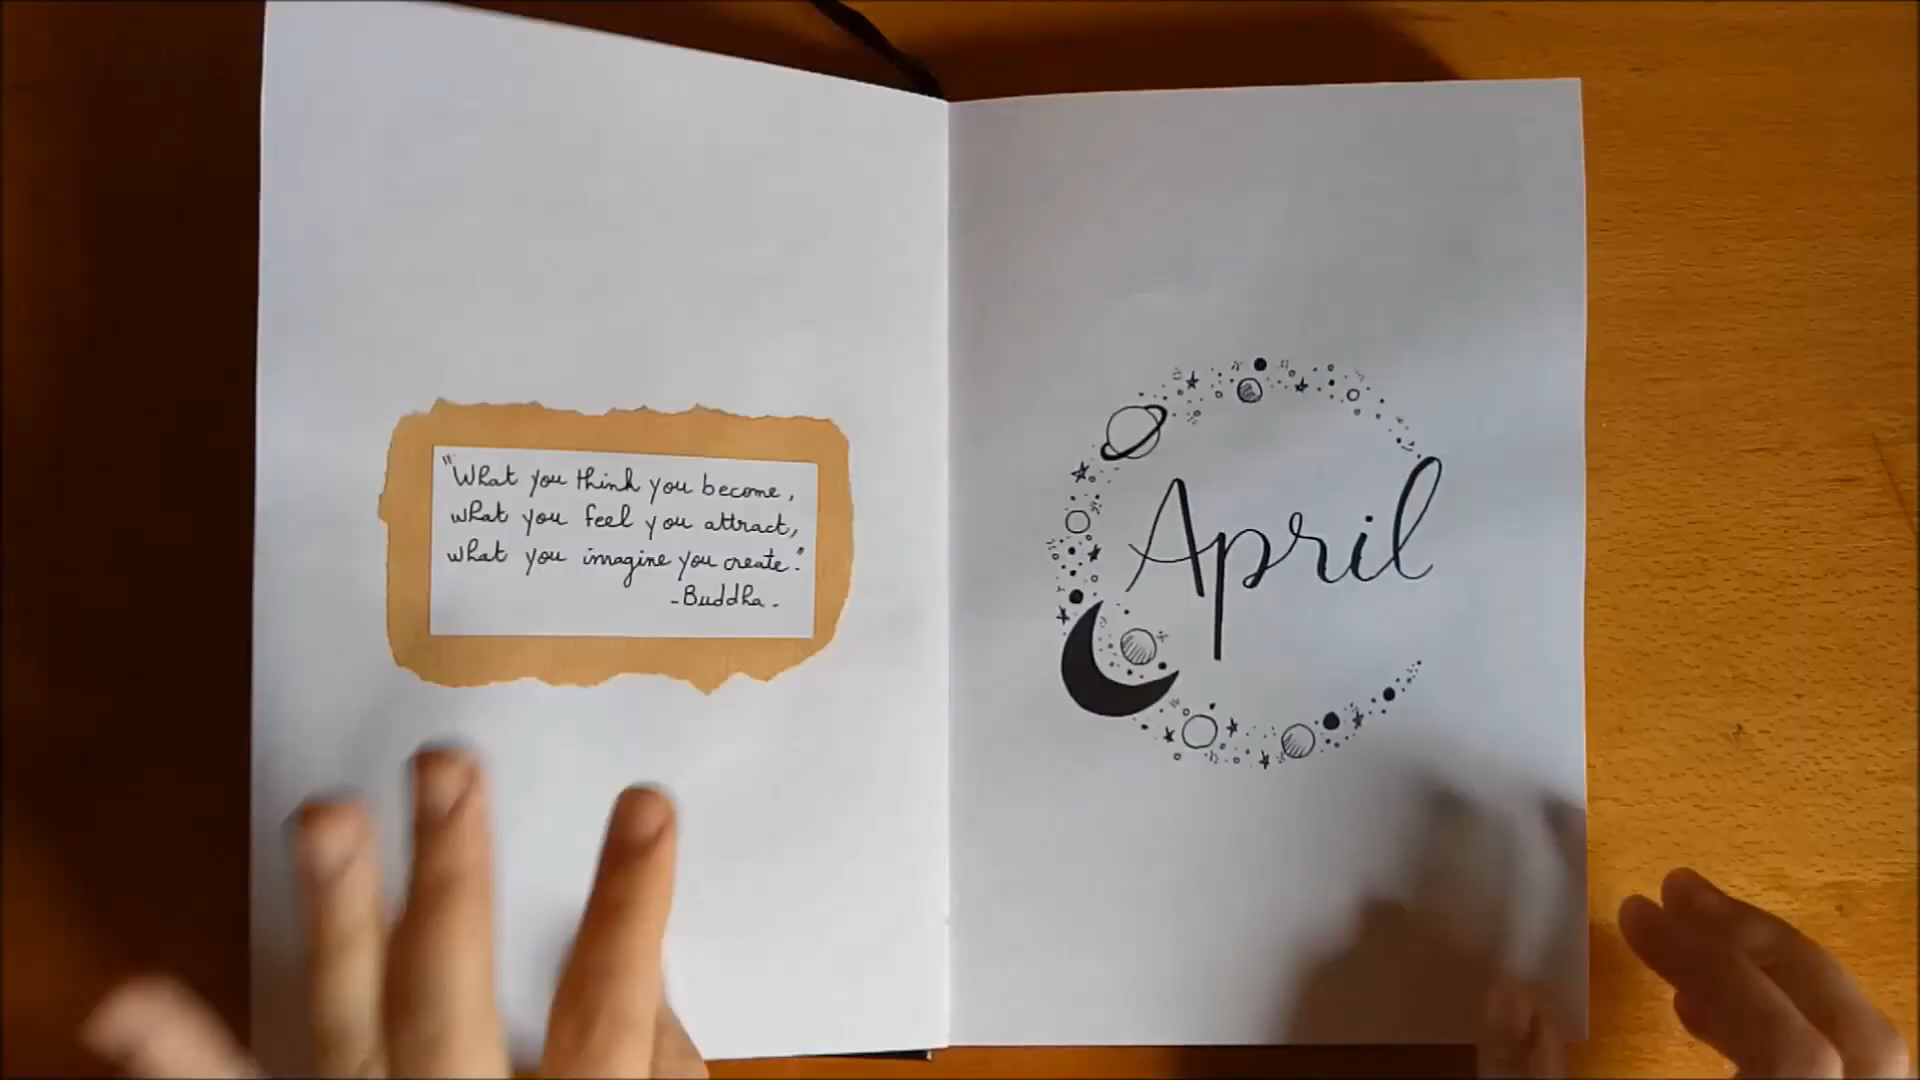 "What you think you become,
what you feel you attract,
what you imagine you create."
-Buddha-
April